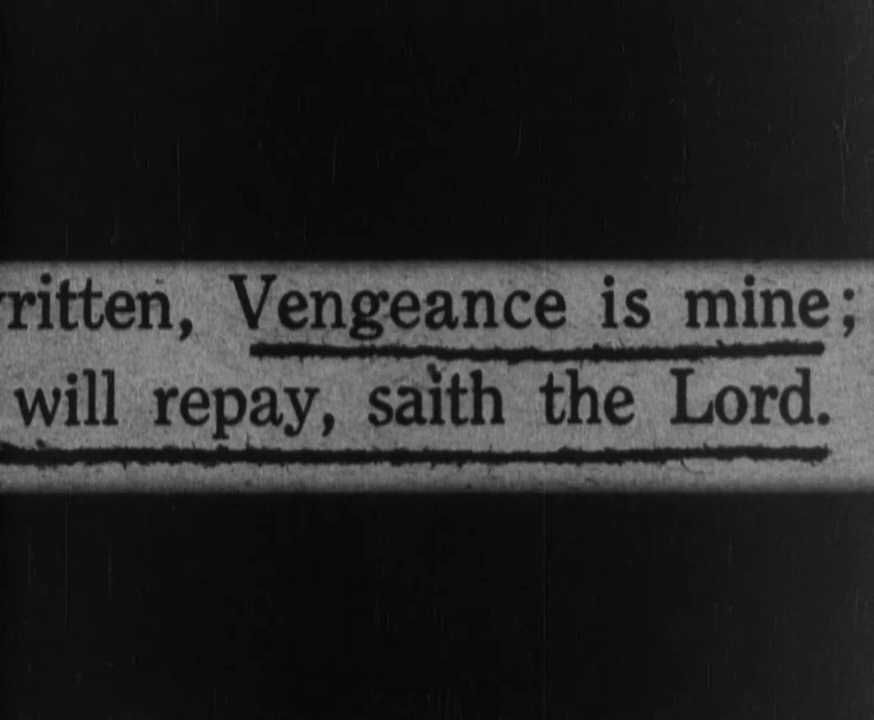 ritten, Vengeance is mine;
will repay, saith the Lord.